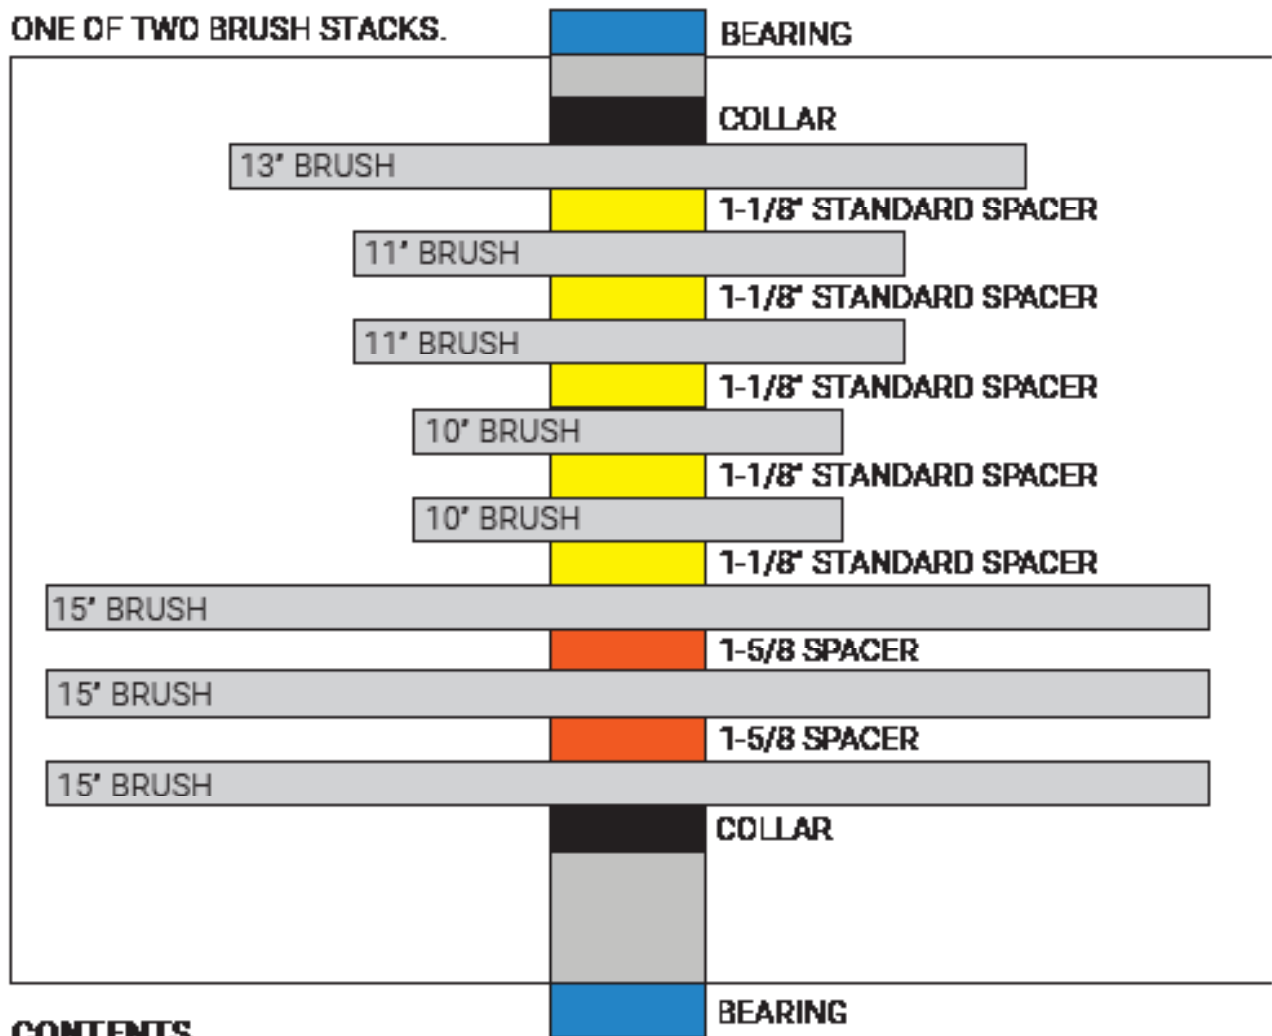 ONE OF TWO BRUSH STACKS.
BEARING
COLLAR
13" BRUSH
1-1/8" STANDARD SPACER
11" BRUSH
1-1/8" STANDARD SPACER
11" BRUSH
1-1/8" STANDARD SPACER
10" BRUSH
1-1/8" STANDARD SPACER
10" BRUSH
1-1/8" STANDARD SPACER
15" BRUSH
1-5/8 SPACER
15" BRUSH
1-5/8 SPACER
15" BRUSH
COLLAR
BEARING
CONTENTS